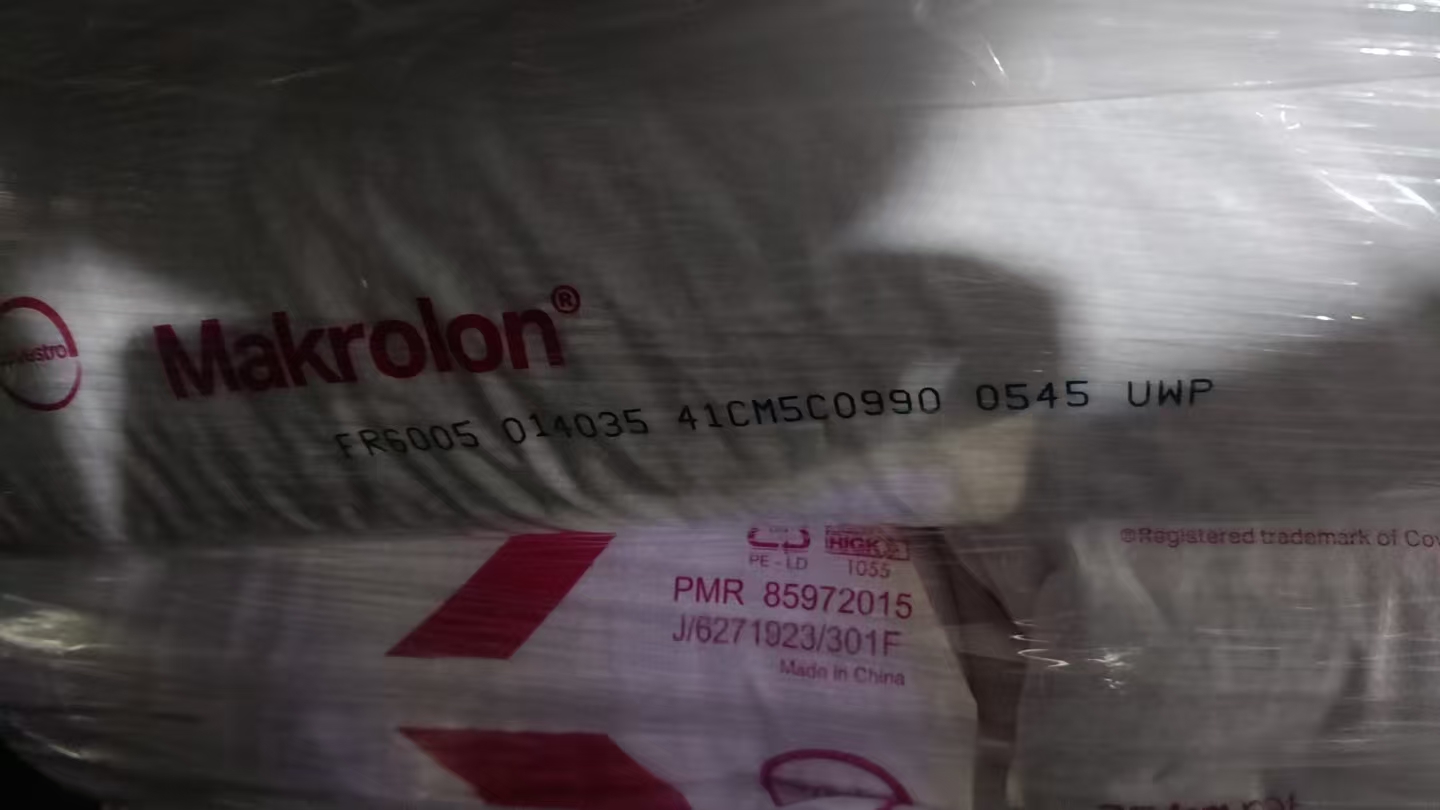 Makrolon®
FR6005 014035 41CM5C0990 0545 UWP
®Registered trademark of
PE-LD
1055
PMR 85972015
J/6271923/301F
Made in China